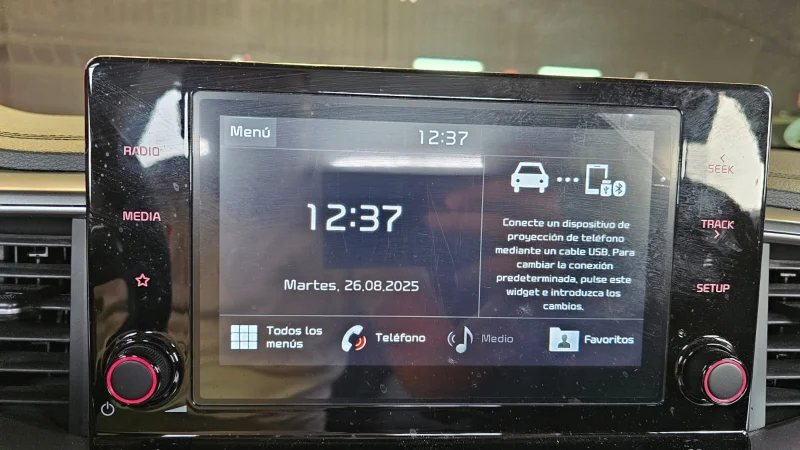 Menú
12:37
RADIO
MEDIA
12:37
Martes, 26.08.2025
Conecte un dispositivo de
proyección de teléfono
mediante un cable USB. Para
cambiar la conexión
predeterminada, pulse este
widget e introduzca los
cambios.
Todos los
menús
Teléfono
Medio
Favoritos
SEEK
TRACK
SETUP